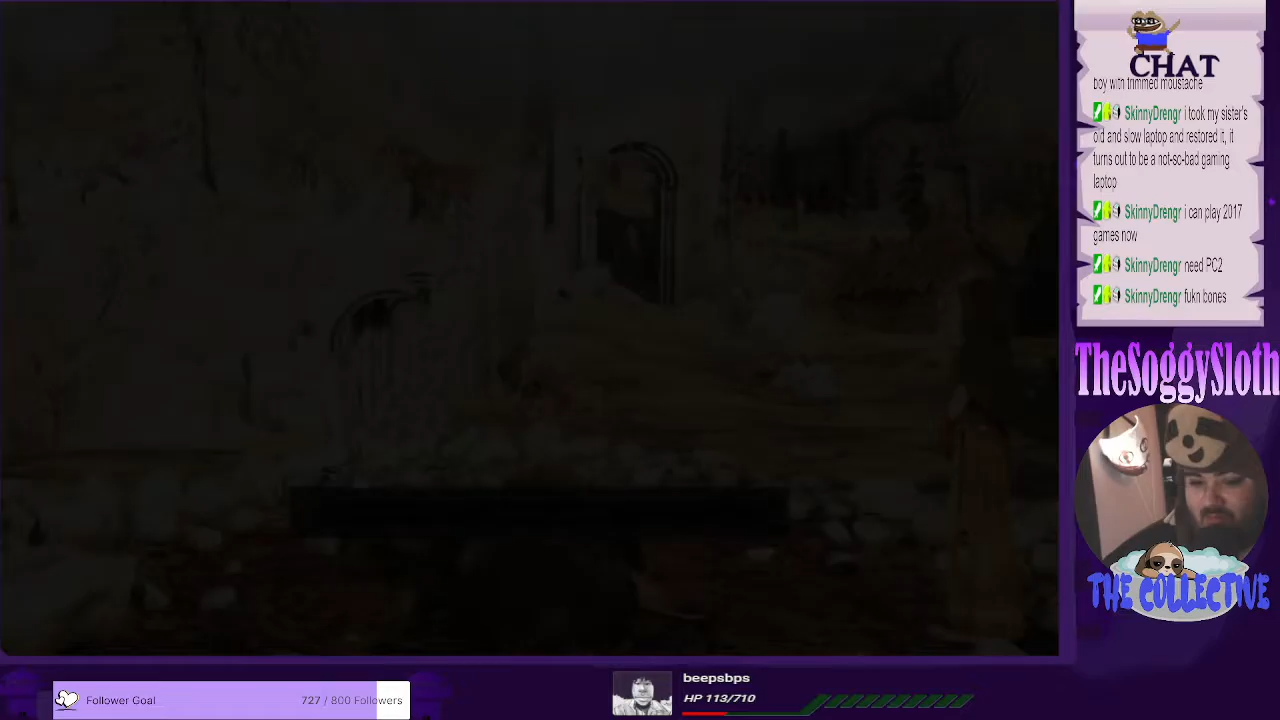 CHAT
boy with trimmed moustache
SkinnyDrengr i took my sister's
old and slow laptop and restored it, it
turns out to be a not-so-bad gaming
laptop
SkinnyDrengr i can play 2017
games now
SkinnyDrengr need PC2
SkinnyDrengr fukn bones
TheSoggySloth
THE COLLECTIVE
Follower Goal 727 / 800 Followers
beepsbps
HP 113/710